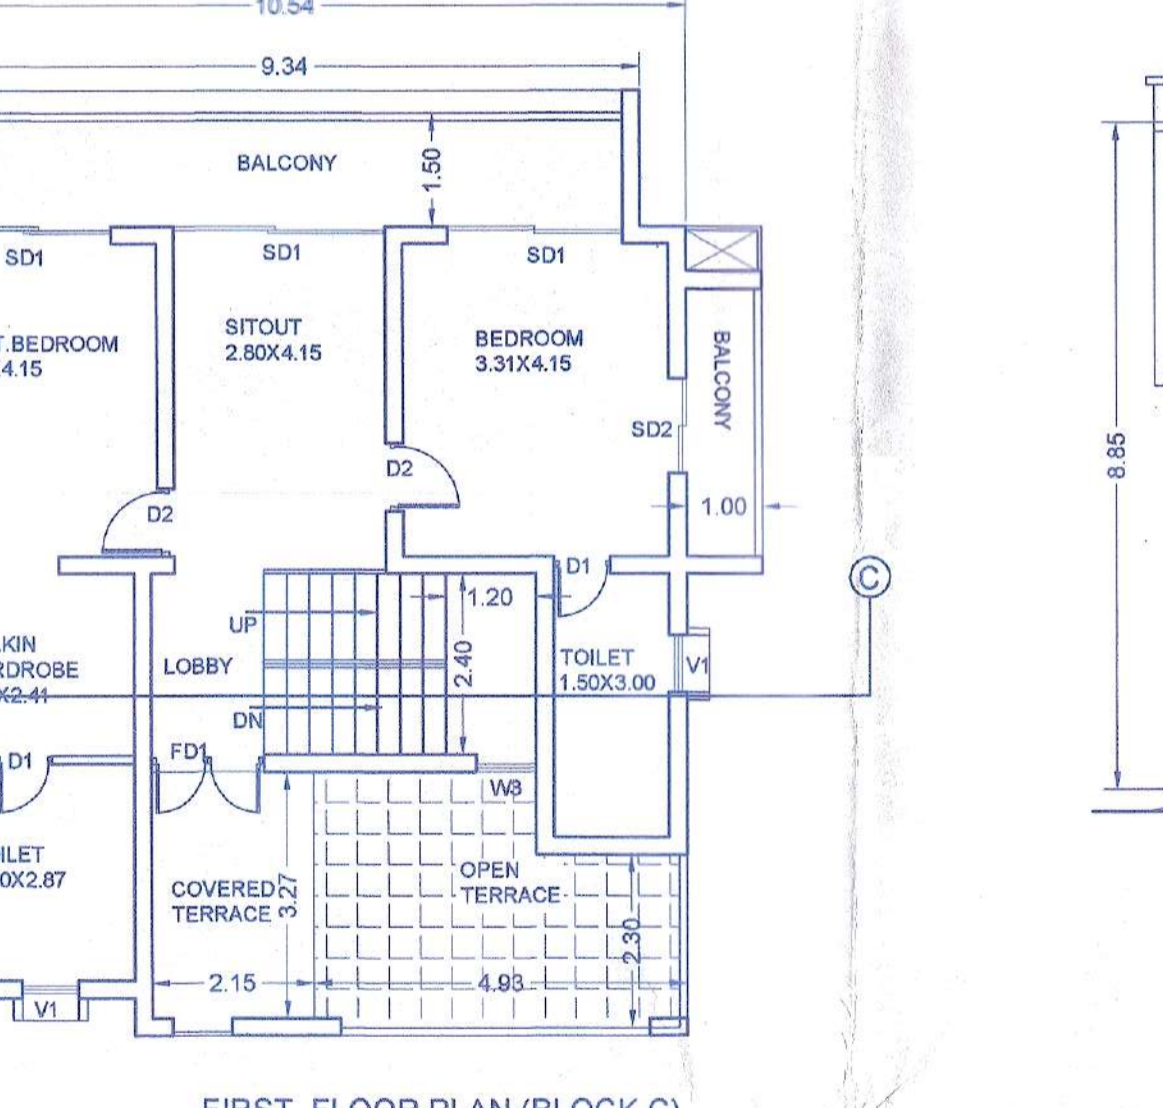 10.54
9.34
BALCONY
1.50
SD1
SD1
SD1
SITOUT
2.80X4.15
BEDROOM
3.31X4.15
T.BEDROOM
4.15
BALCONY
SD2
D2
D2
1.00
8.85
D1
C
1.20
UP
2.40
LOBBY
TOILET
1.50X3.00
V1
KIN
RDROBE
X2.41
DN
D1
FD1
W3
ILET
0X2.87
COVERED
TERRACE
3.27
OPEN
TERRACE
2.30
2.15
4.93
V1
FIRST FLOOR PLAN (BLOCK-C)